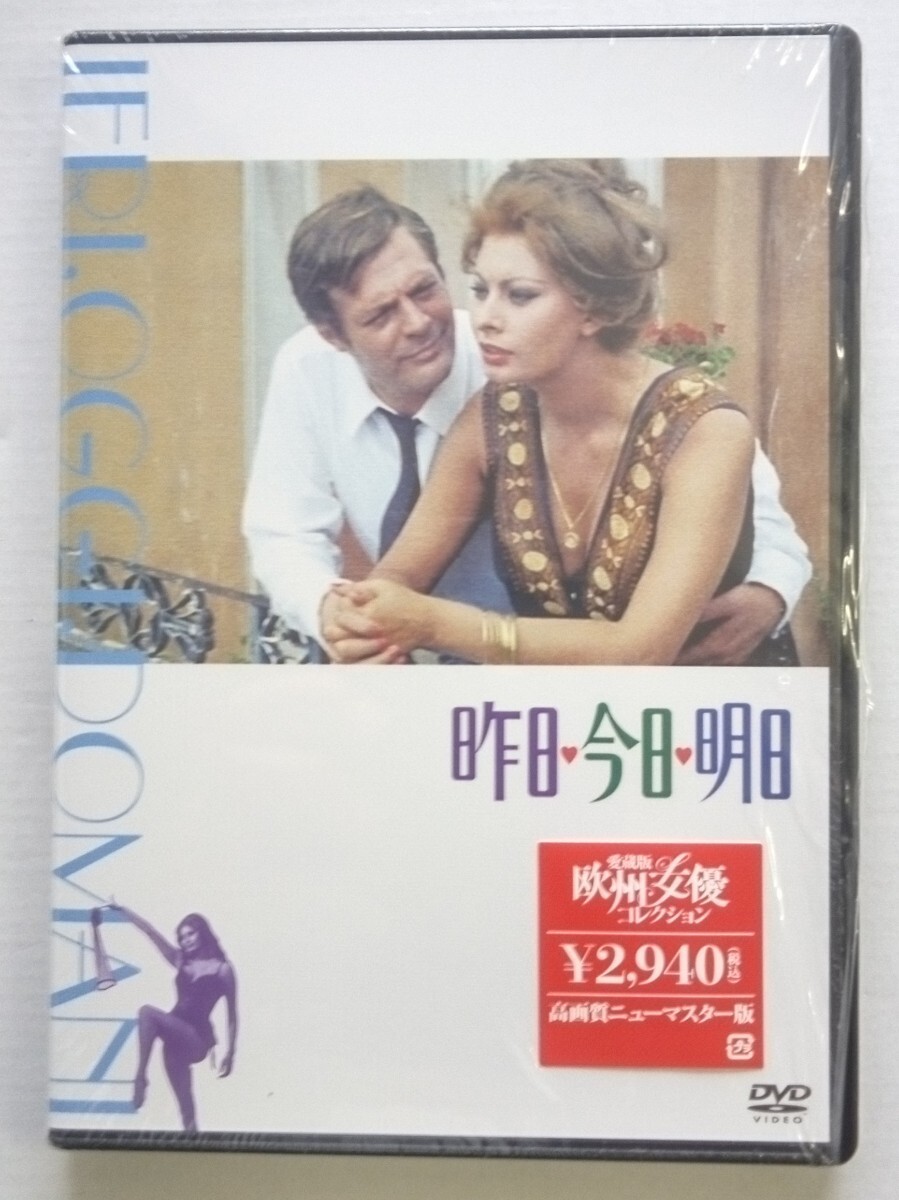 IERI, OGGI, DOMANI
昨日♥今日♥明日
愛蔵版
欧州女優
コレクション
¥2,940(税込)
高画質ニューマスター版
プラ
DVD
VIDEO